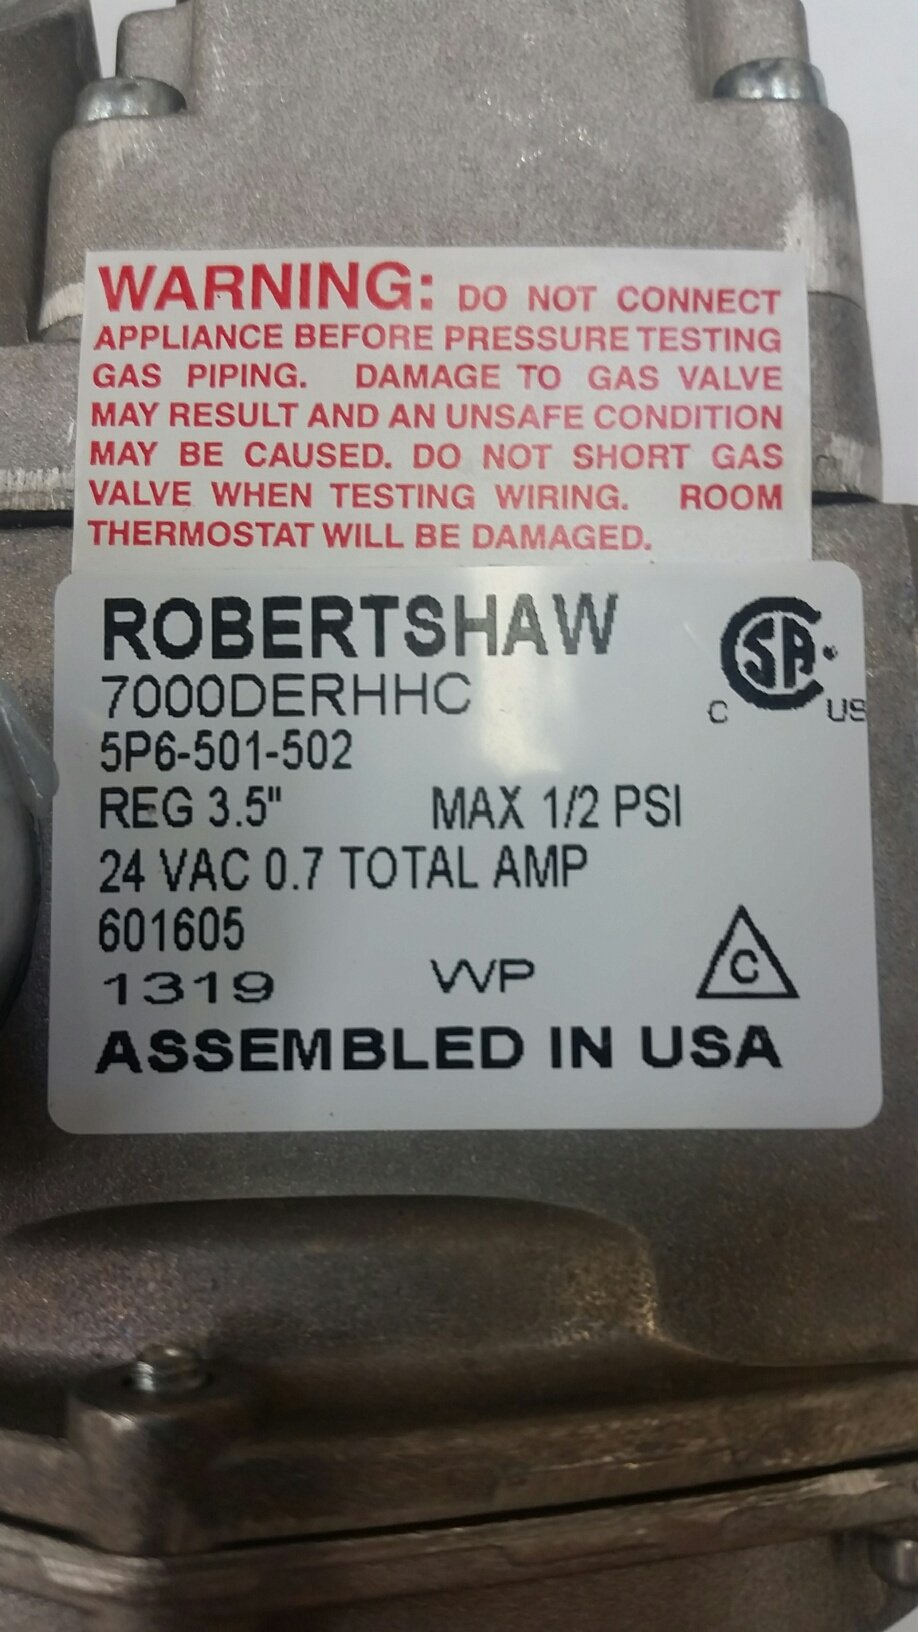 WARNING: DO NOT CONNECT
APPLIANCE BEFORE PRESSURE TESTING
GAS PIPING. DAMAGE TO GAS VALVE
MAY RESULT AND AN UNSAFE CONDITION
MAY BE CAUSED. DO NOT SHORT GAS
VALVE WHEN TESTING WIRING. ROOM
THERMOSTAT WILL BE DAMAGED.
ROBERTSHAW
7000DERHHC
5P6-501-502
REG 3.5" MAX 1/2 PSI
24 VAC 0.7 TOTAL AMP
601605
1319 WP
ASSEMBLED IN USA
CSA
C US
C